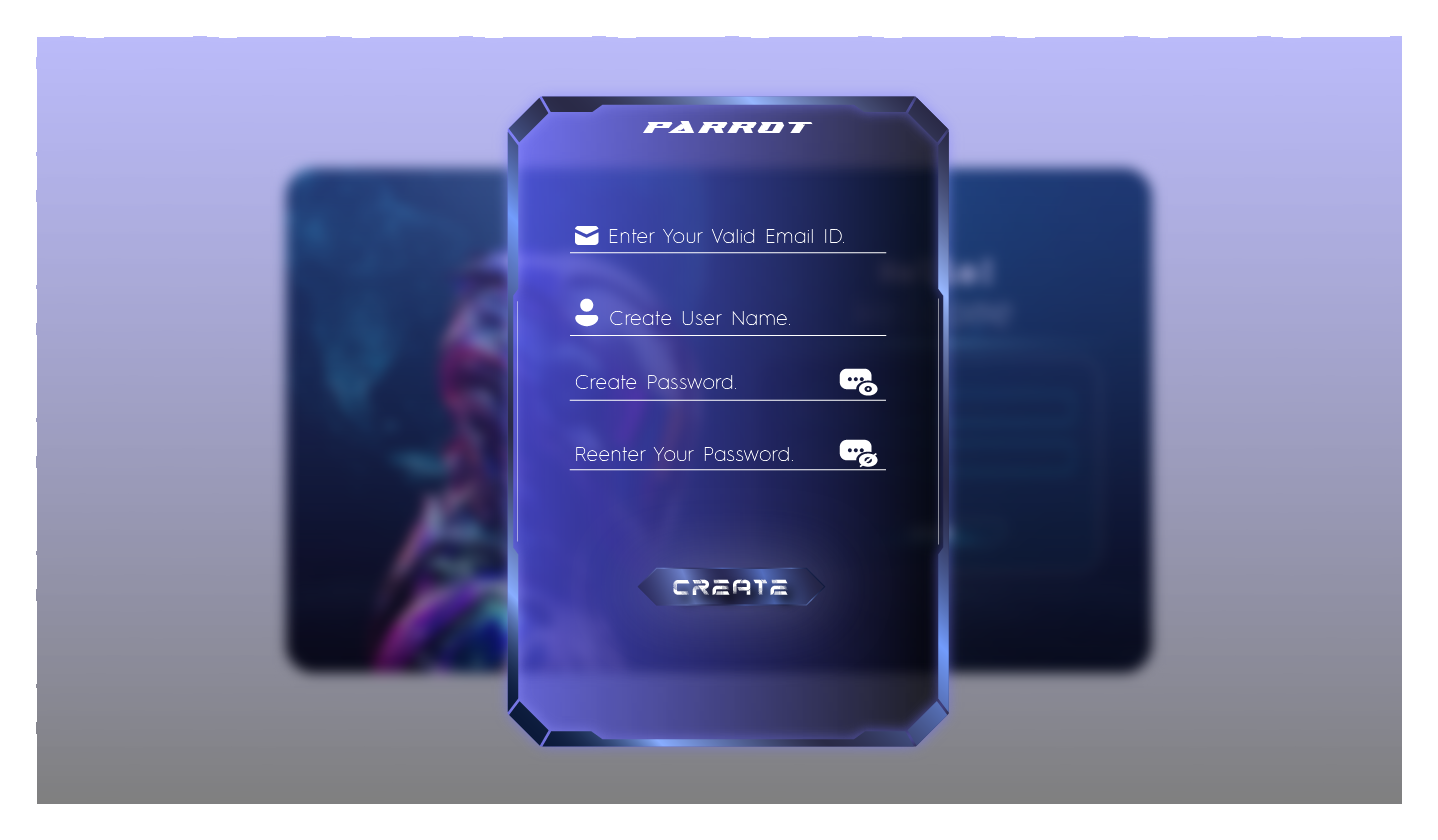 PARROT
Enter Your Valid Email ID.
Create User Name.
Create Password.
Reenter Your Password.
CREATE